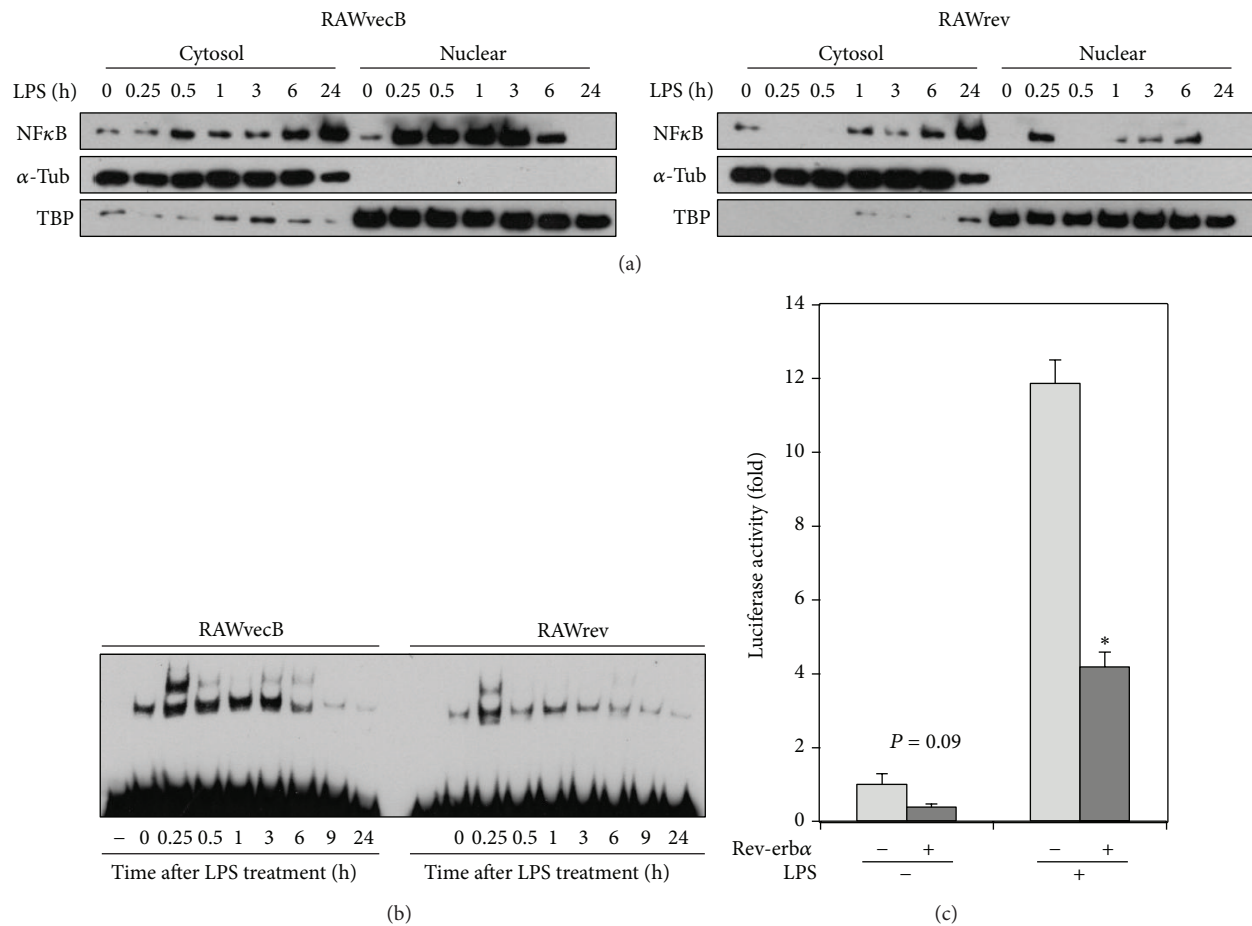 RAWvecB RAWrev
Cytosol Nuclear Cytosol Nuclear
LPS (h) 0 0.25 0.5 1 3 6 24 0 0.25 0.5 1 3 6 24 LPS (h) 0 0.25 0.5 1 3 6 24 0 0.25 0.5 1 3 6 24
NFκB NFκB
α-Tub α-Tub
TBP TBP
(a)
RAWvecB RAWrev
− 0 0.25 0.5 1 3 6 9 24 0 0.25 0.5 1 3 6 9 24
Time after LPS treatment (h) Time after LPS treatment (h)
(b)
14
12
10
8
6
4
2
0
Luciferase activity (fold)
P = 0.09
*
Rev-erbα − + − +
LPS − +
(c)